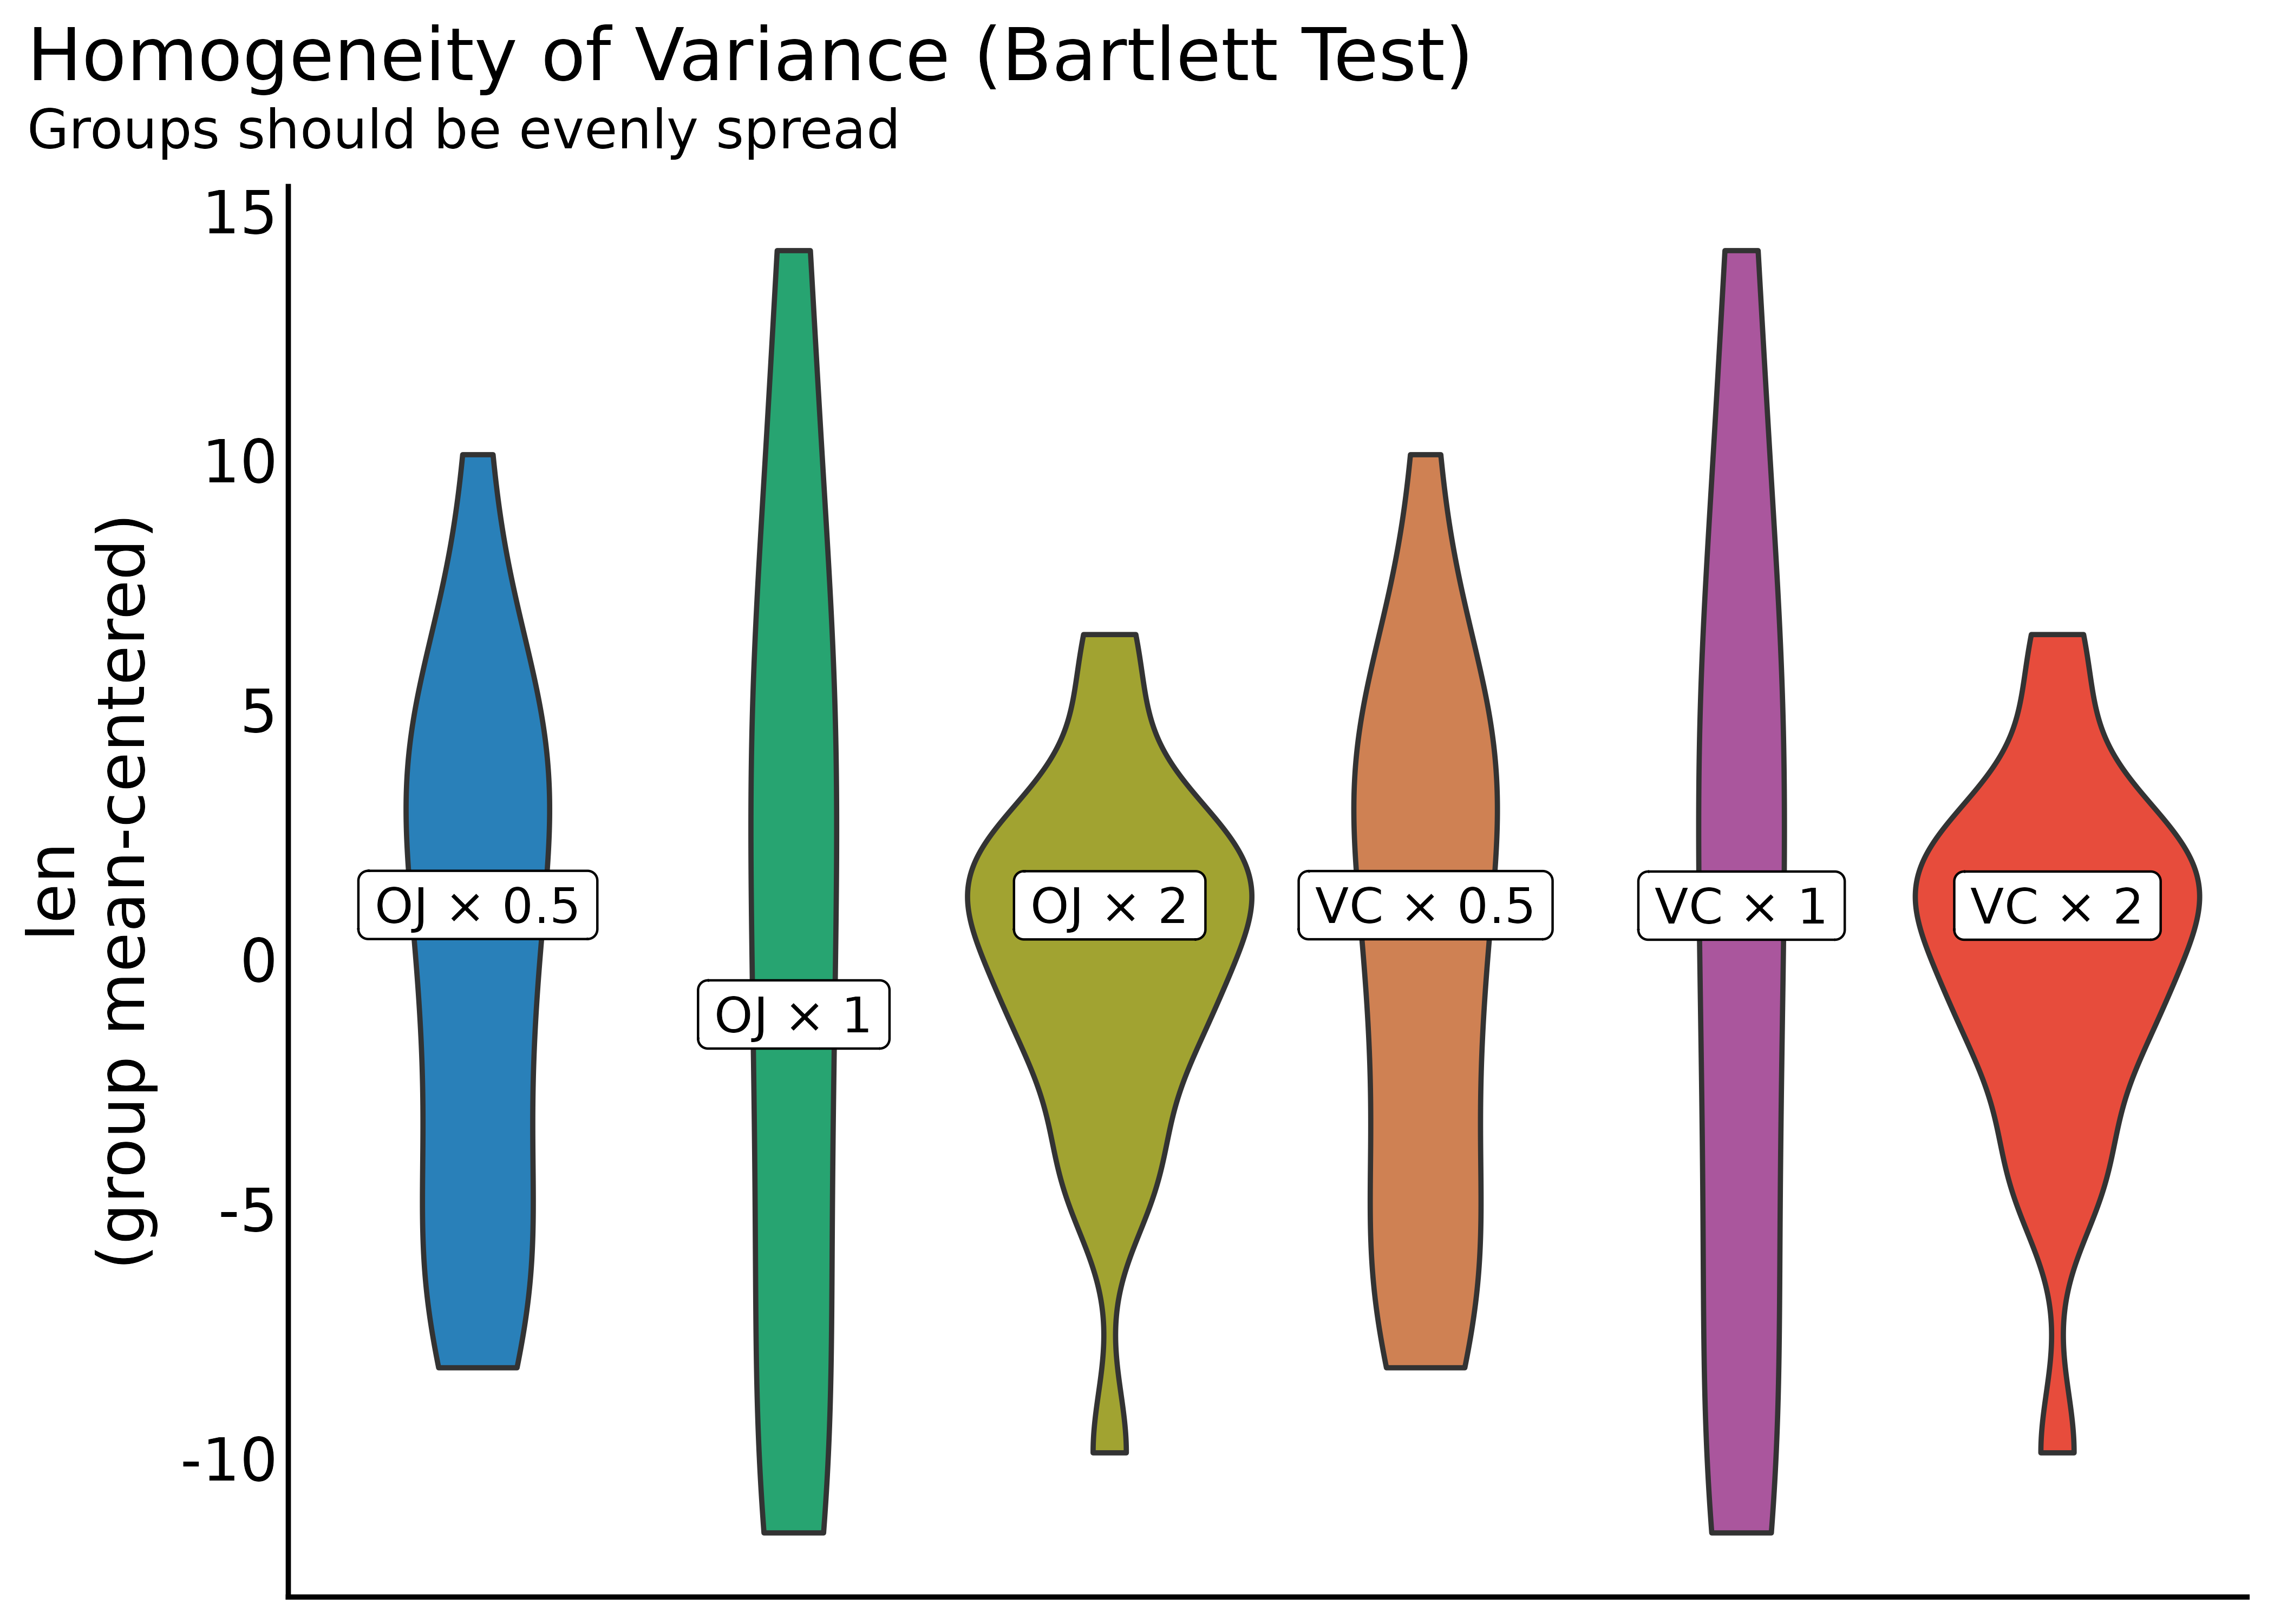 Homogeneity of Variance (Bartlett Test)
Groups should be evenly spread
len
(group mean-centered)
15
10
5
0
-5
-10
OJ × 0.5
OJ × 1
OJ × 2
VC × 0.5
VC × 1
VC × 2